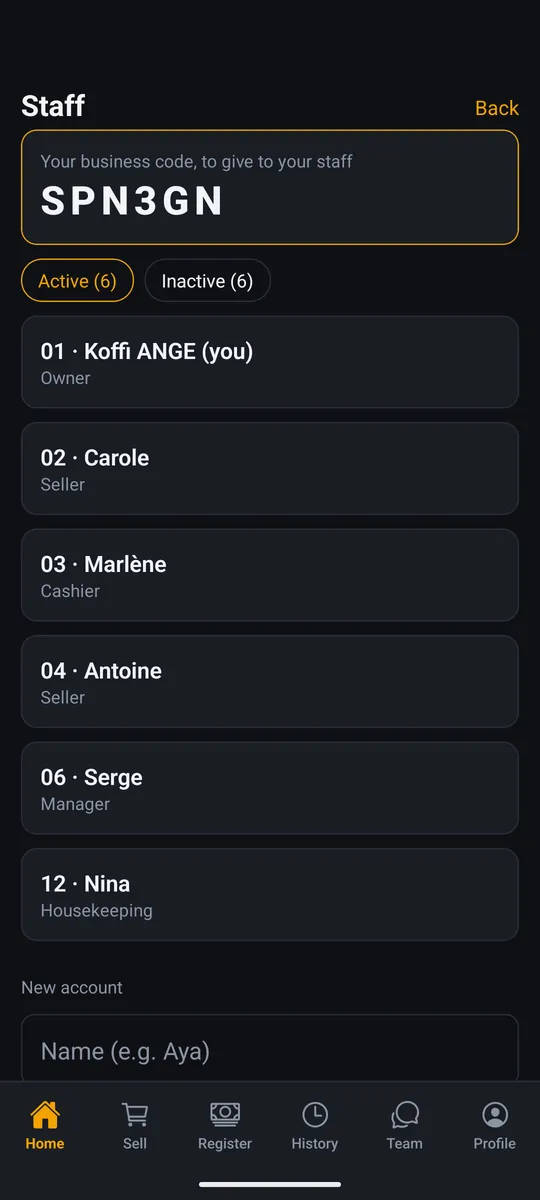 Staff
Back
Your business code, to give to your staff
SPN3GN
Active (6)
Inactive (6)
01 · Koffi ANGE (you)
Owner
02 · Carole
Seller
03 · Marlène
Cashier
04 · Antoine
Seller
06 · Serge
Manager
12 · Nina
Housekeeping
New account
Name (e.g. Aya)
Home
Sell
Register
History
Team
Profile